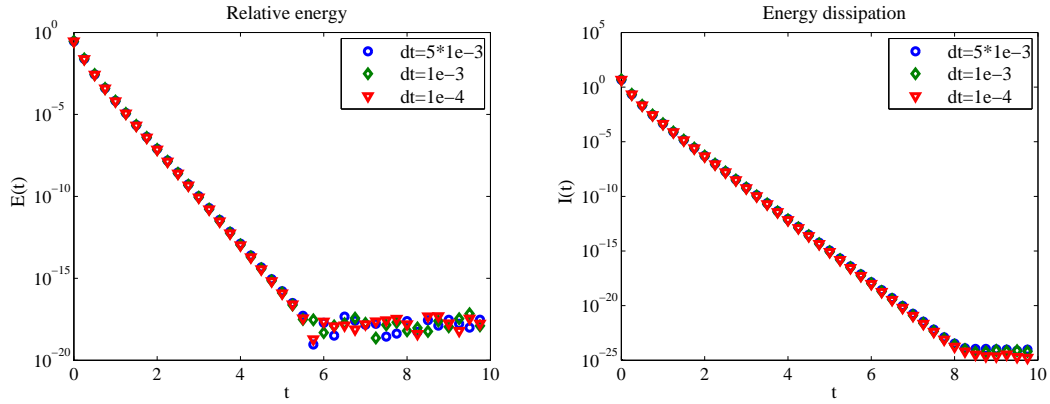 Relative energy
10^0
10^−5
10^−10
10^−15
10^−20
E(t)
0
2
4
6
8
10
t
dt=5*1e−3
dt=1e−3
dt=1e−4
Energy dissipation
10^5
10^0
10^−5
10^−10
10^−15
10^−20
10^−25
I(t)
0
2
4
6
8
10
t
dt=5*1e−3
dt=1e−3
dt=1e−4